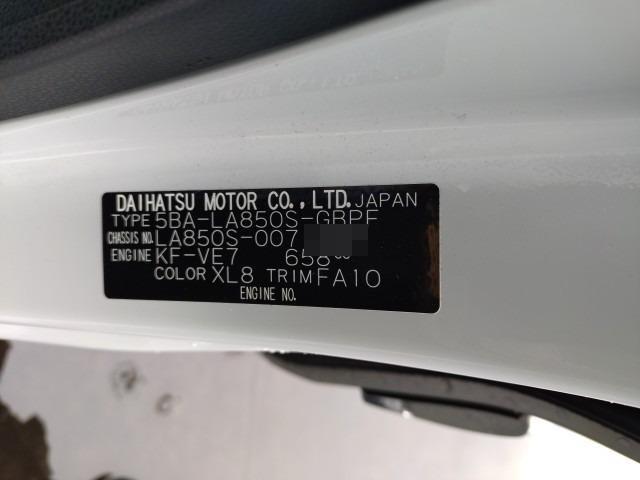 DAIHATSU MOTOR CO.,LTD. JAPAN
TYPE 5BA-LA850S-GBPF
CHASSIS NO. LA850S-007
ENGINE KF-VE7 658cc
COLOR XL8 TRIM FA10
ENGINE NO.